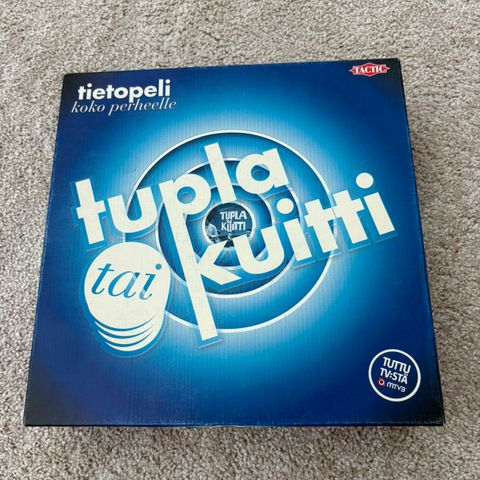 TACTIC
tietopeli
koko perheelle
tupla
TUPLA
KUITTI
tai kuitti
TUTTU
TV:STÄ
MTV3